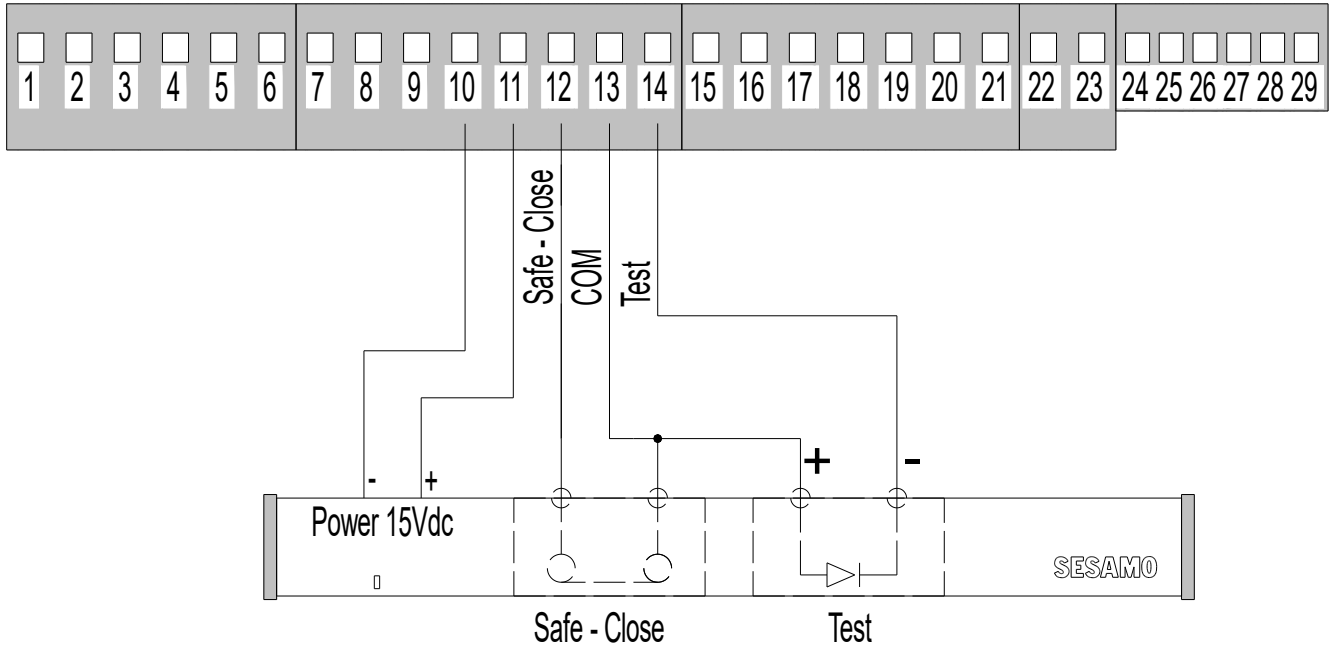 1 2 3 4 5 6 7 8 9 10 11 12 13 14 15 16 17 18 19 20 21 22 23 24 25 26 27 28 29
Safe - Close
COM
Test
- +
+ -
Power 15Vdc
SESAMO
Safe - Close Test